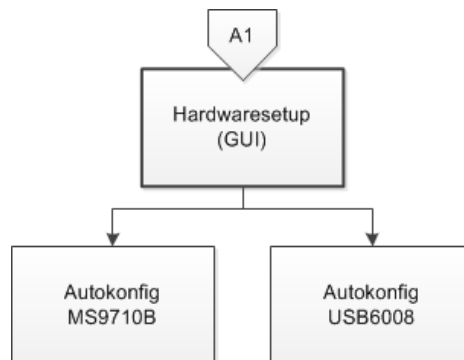 A1
Hardwaresetup
(GUI)
Autokonfig
MS9710B
Autokonfig
USB6008